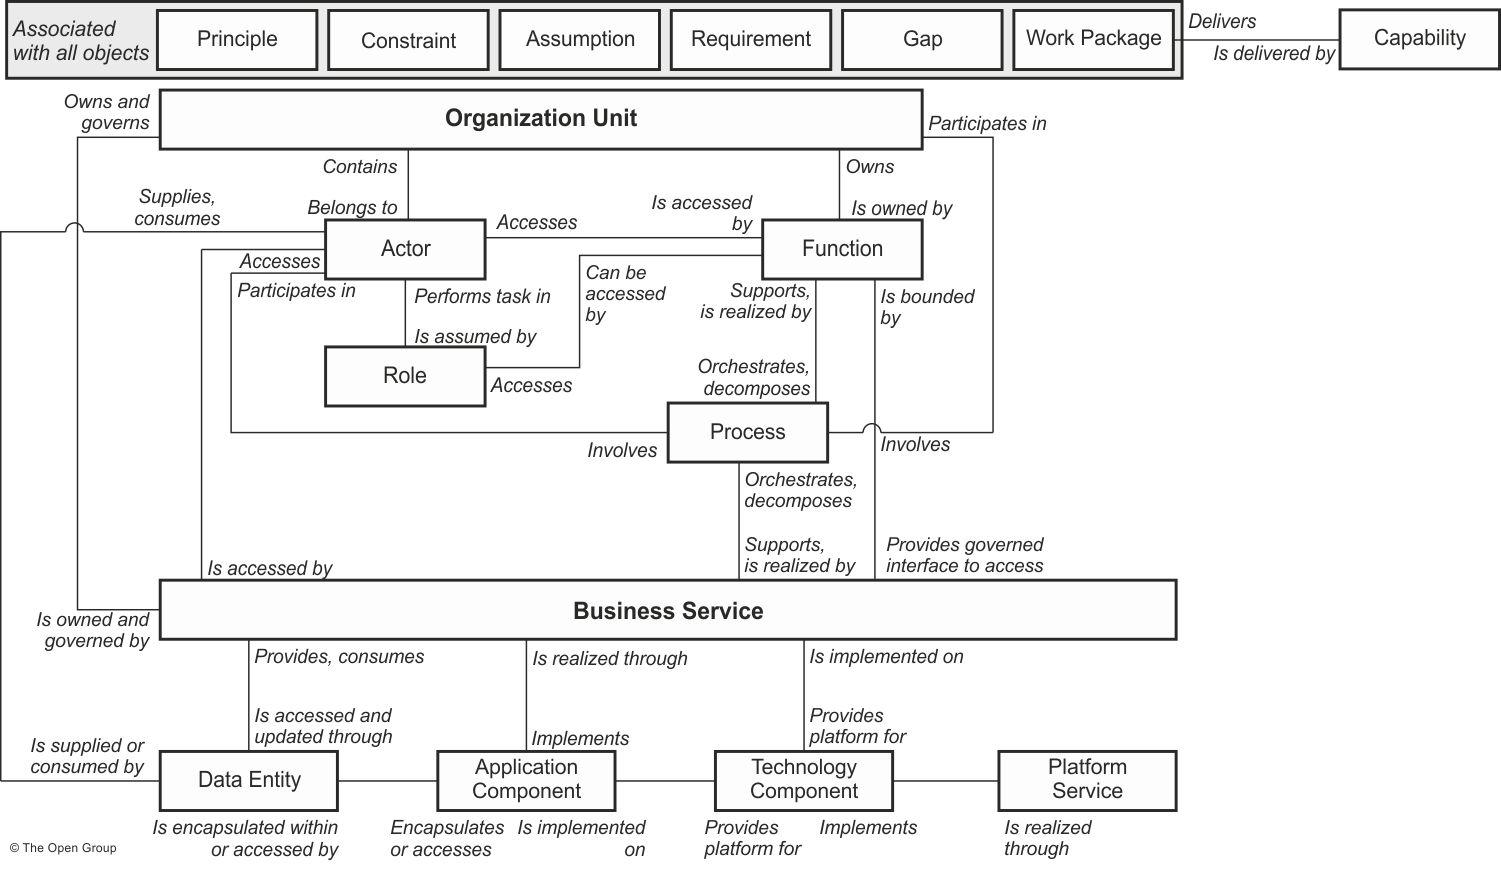 Associated
with all objects
Principle
Constraint
Assumption
Requirement
Gap
Work Package
Delivers
Is delivered by
Capability
Owns and
governs
Organization Unit
Participates in
Contains
Owns
Supplies,
consumes
Belongs to
Is accessed
by
Is owned by
Accesses
Actor
Function
Accesses
Participates in
Performs task in
Can be
accessed
by
Supports,
is realized by
Is bounded
by
Is assumed by
Role
Accesses
Orchestrates,
decomposes
Process
Involves
Involves
Orchestrates,
decomposes
Supports,
is realized by
Provides governed
interface to access
Is accessed by
Business Service
Is owned and
governed by
Provides, consumes
Is realized through
Is implemented on
Is accessed and
updated through
Implements
Provides
platform for
Is supplied or
consumed by
Data Entity
Application
Component
Technology
Component
Platform
Service
Is encapsulated within
or accessed by
Encapsulates
or accesses
Is implemented
on
Provides
platform for
Implements
Is realized
through
© The Open Group